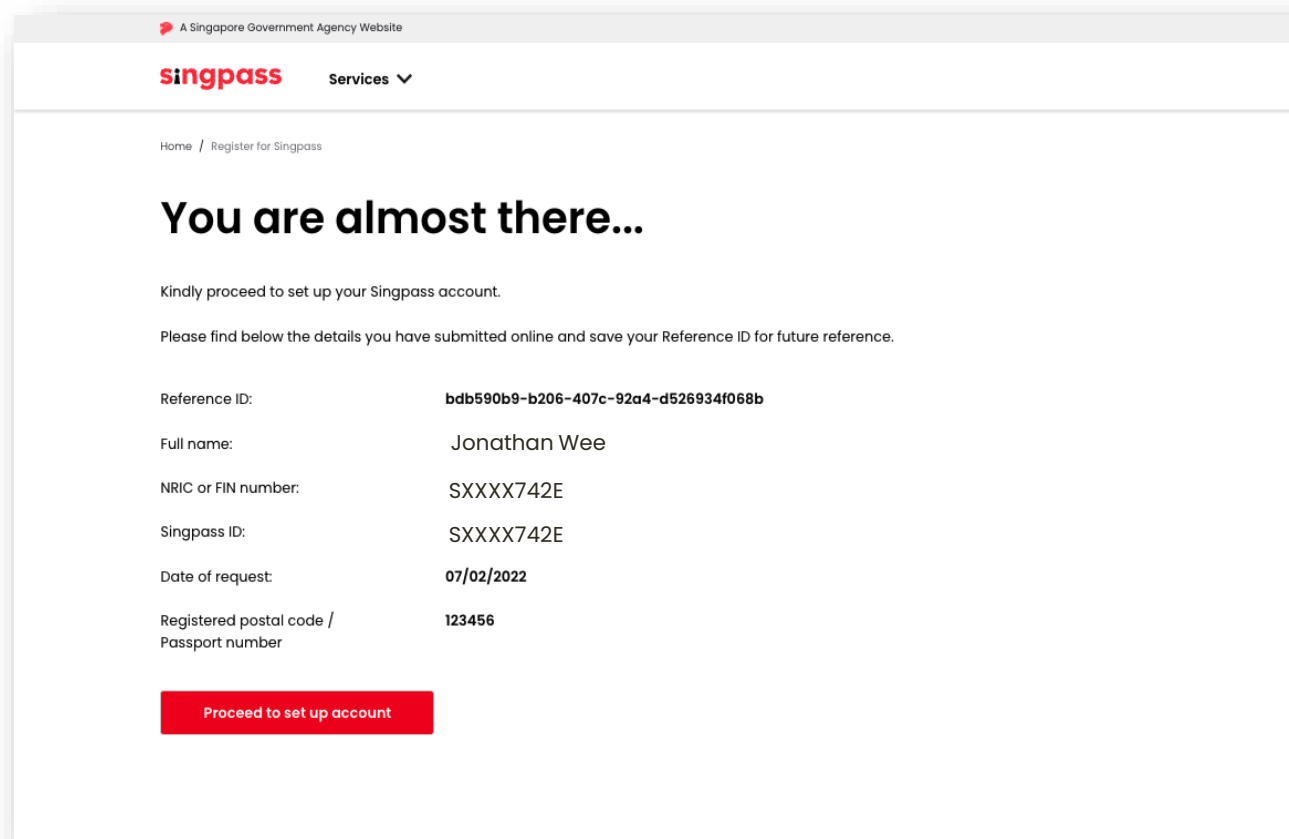 A Singapore Government Agency Website
singpass
Services
Home / Register for Singpass
You are almost there...
Kindly proceed to set up your Singpass account.
Please find below the details you have submitted online and save your Reference ID for future reference.
Reference ID: bdb590b9-b206-407c-92a4-d526934f068b
Full name: Jonathan Wee
NRIC or FIN number: SXXXX742E
Singpass ID: SXXXX742E
Date of request: 07/02/2022
Registered postal code / 123456
Passport number
Proceed to set up account